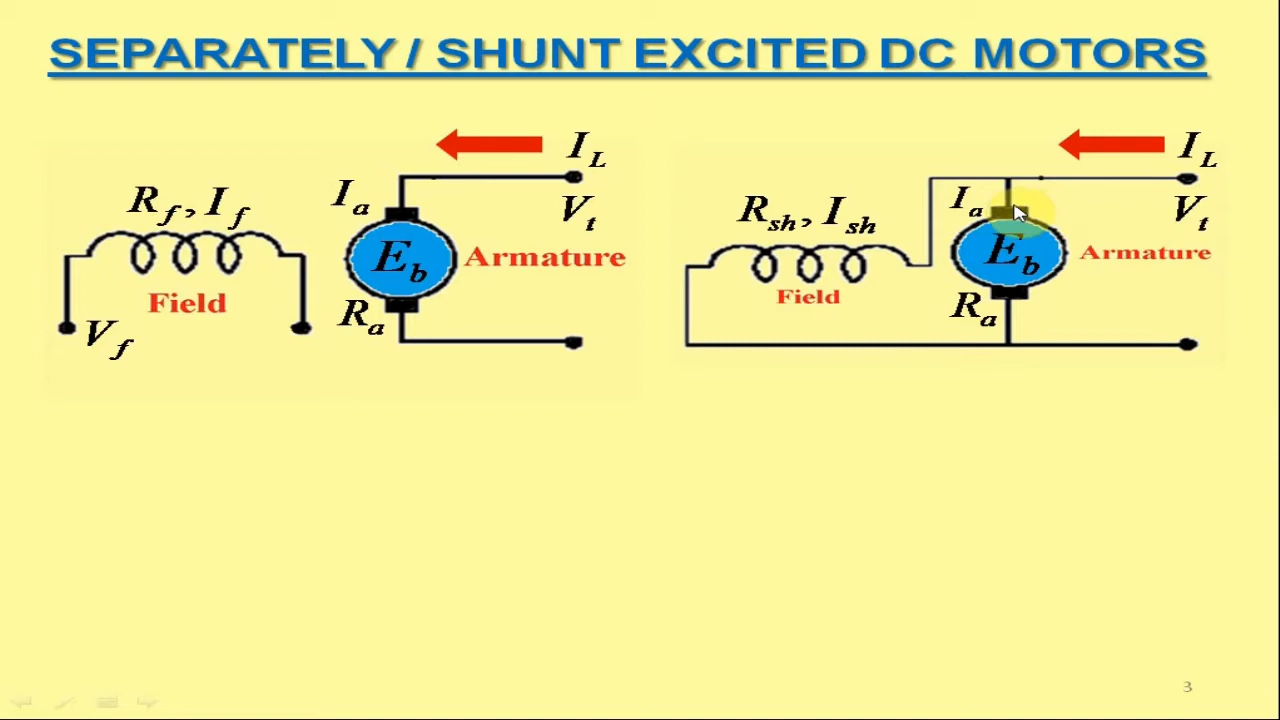 SEPARATELY / SHUNT EXCITED DC MOTORS
I_L
R_f, I_f
I_a
V_t
E_b
Armature
Field
R_a
V_f
I_L
R_sh, I_sh
I_a
V_t
E_b
Armature
Field
R_a
3